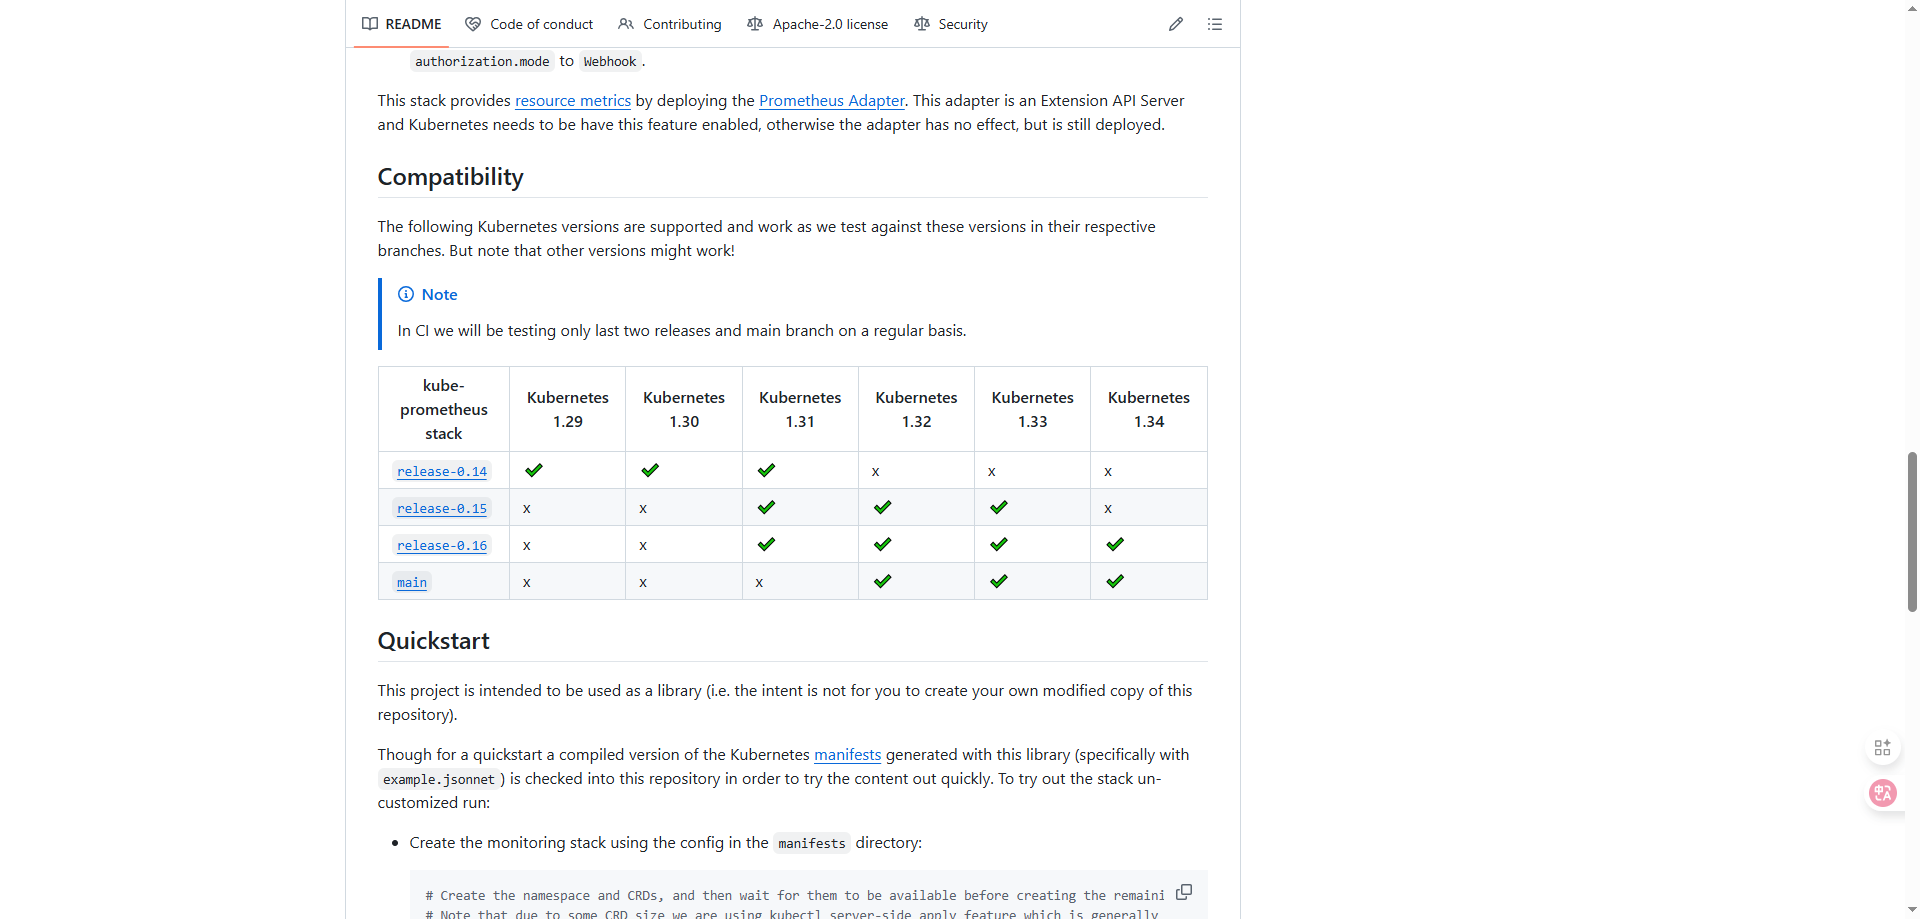 README Code of conduct Contributing Apache-2.0 license Security
authorization.mode to Webhook.
This stack provides resource metrics by deploying the Prometheus Adapter. This adapter is an Extension API Server
and Kubernetes needs to be have this feature enabled, otherwise the adapter has no effect, but is still deployed.
Compatibility
The following Kubernetes versions are supported and work as we test against these versions in their respective
branches. But note that other versions might work!
Note
In CI we will be testing only last two releases and main branch on a regular basis.
kube-prometheus stack Kubernetes 1.29 Kubernetes 1.30 Kubernetes 1.31 Kubernetes 1.32 Kubernetes 1.33 Kubernetes 1.34
release-0.14 ✔ ✔ ✔ x x x
release-0.15 x x ✔ ✔ ✔ x
release-0.16 x x ✔ ✔ ✔ ✔
main x x x ✔ ✔ ✔
Quickstart
This project is intended to be used as a library (i.e. the intent is not for you to create your own modified copy of this
repository).
Though for a quickstart a compiled version of the Kubernetes manifests generated with this library (specifically with
example.jsonnet) is checked into this repository in order to try the content out quickly. To try out the stack un-
customized run:
• Create the monitoring stack using the config in the manifests directory:
# Create the namespace and CRDs, and then wait for them to be available before creating the remaini
# Note that due to some CRD size we are using kubectl server-side apply feature which is generally